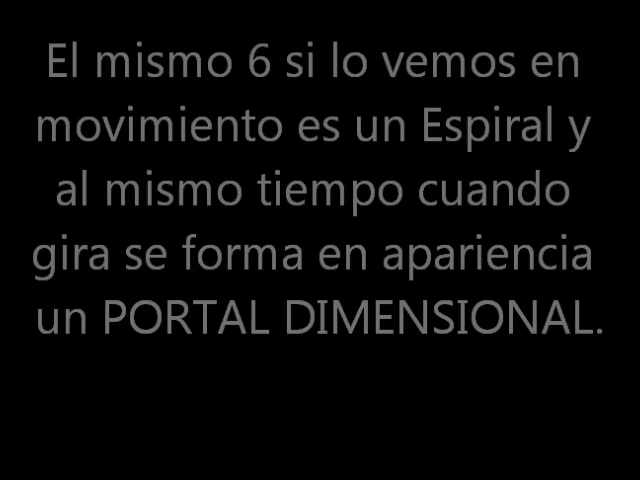 El mismo 6 si lo vemos en
movimiento es un Espiral y
al mismo tiempo cuando
gira se forma en apariencia
un PORTAL DIMENSIONAL.